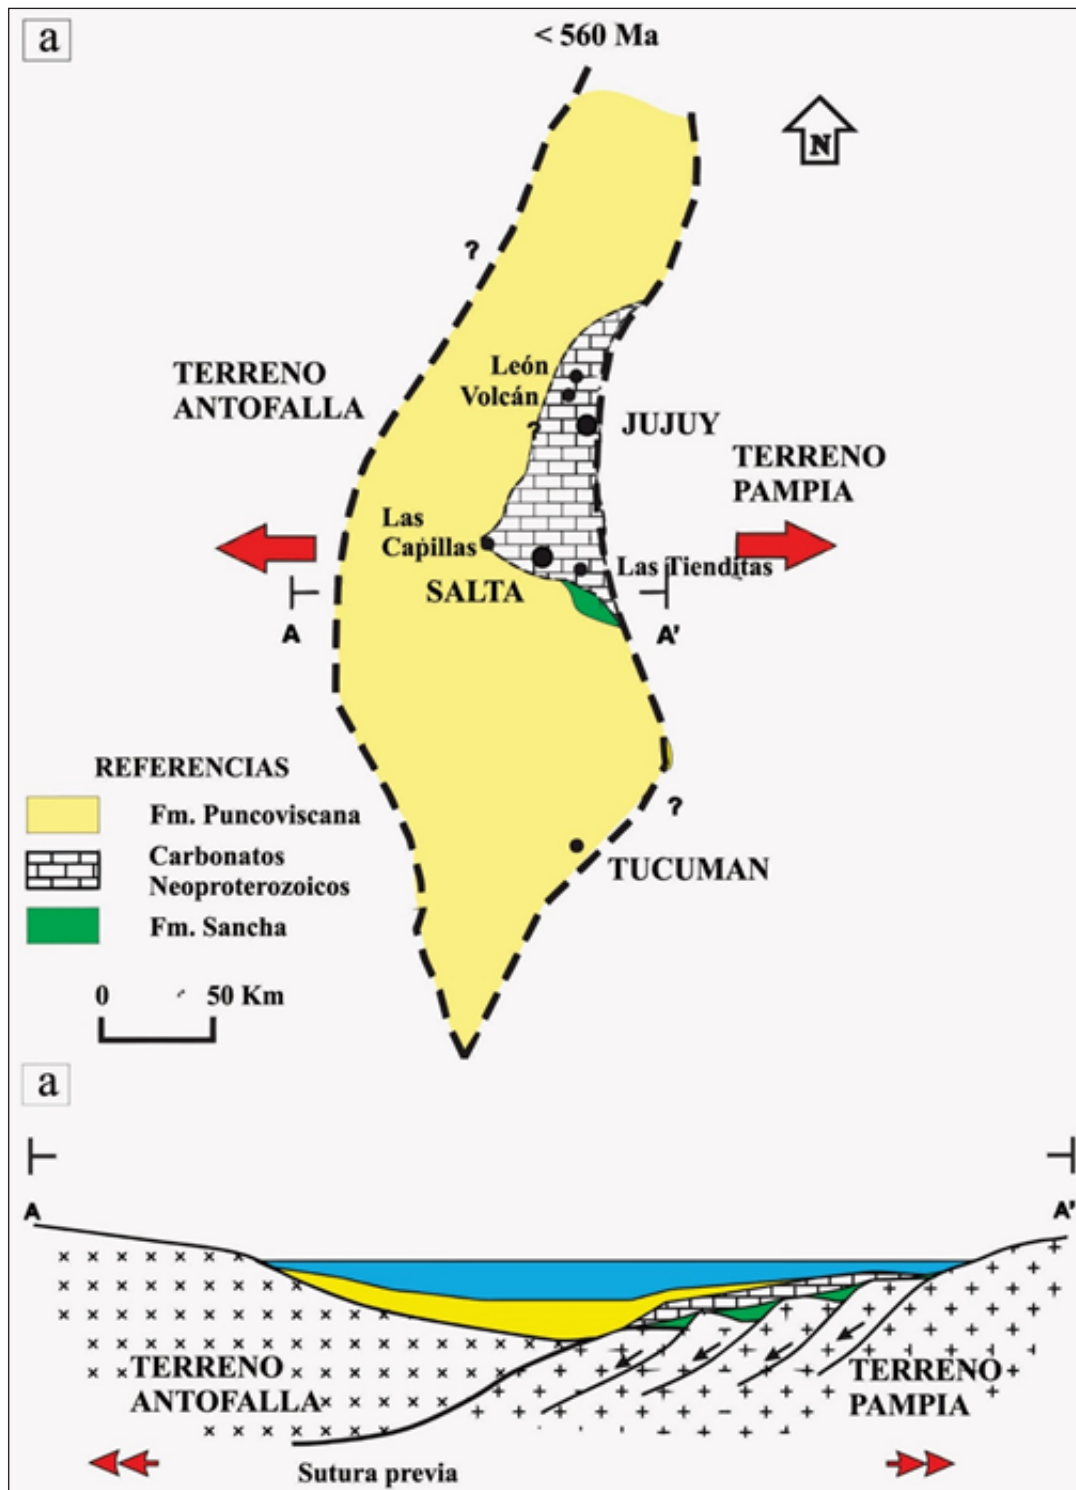 a
< 560 Ma
N
?
TERRENO
ANTOFALLA
León
Volcán
?
JUJUY
TERRENO
PAMPIA
Las
Capillas
SALTA
Las Tienditas
A
A'
REFERENCIAS
Fm. Puncoviscana
Carbonatos
Neoproterozoicos
Fm. Sancha
?
TUCUMAN
0 50 Km
a
A
A'
TERRENO
ANTOFALLA
TERRENO
PAMPIA
Sutura previa